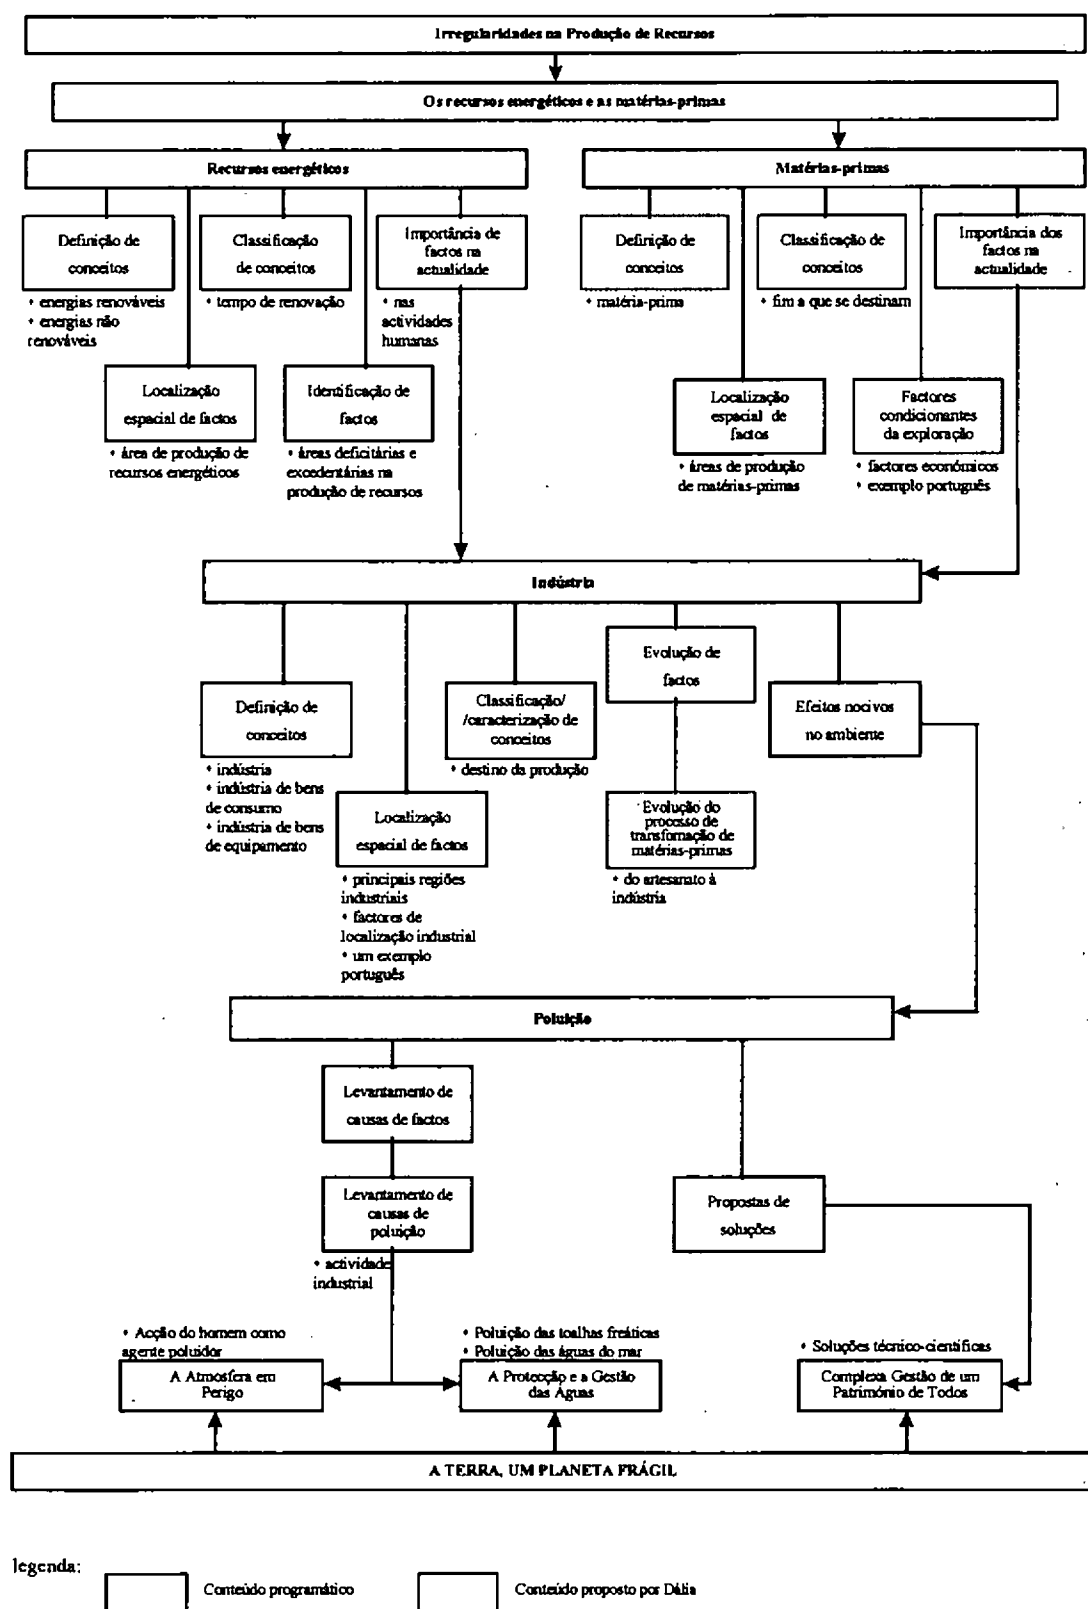 Irregularidades na Produção de Recursos
Os recursos energéticos e as matérias-primas
Recursos energéticos
Matérias-primas
Definição de
conceitos
• energias renováveis
• energias não
renováveis
Classificação
de conceitos
• tempo de renovação
Importância de
factos na
actualidade
• nas
actividades
humanas
Definição de
conceitos
• matéria-prima
Classificação de
conceitos
• fim a que se destinam
Importância dos
factos na
actualidade
Localização
espacial de factos
• área de produção de
recursos energéticos
Identificação de
factos
• áreas deficitárias e
excedentárias na
produção de recursos
Localização
espacial de
factos
• áreas de produção
de matérias-primas
Factores
condicionantes
da exploração
• factores económicos
• exemplo português
Indústria
Definição de
conceitos
• indústria
• indústria de bens
de consumo
• indústria de bens
de equipamento
Localização
espacial de factos
• principais regiões
industriais
• factores de
localização industrial
• um exemplo
português
Classificação/
/caracterização de
conceitos
• destino da produção
Evolução de
factos
Evolução do
processo de
transformação de
matérias-primas
• do artesanato à
indústria
Efeitos nocivos
no ambiente
Poluição
Levantamento de
causas de factos
Levantamento de
causas de
poluição
• actividade
industrial
Propostas de
soluções
• Acção do homem como
agente poluidor
A Atmosfera em
Perigo
• Poluição das toalhas freáticas
• Poluição das águas do mar
A Protecção e a Gestão
das Águas
• Soluções técnico-científicas
Complexa Gestão de um
Património de Todos
A TERRA, UM PLANETA FRÁGIL
legenda:
Conteúdo programático
Conteúdo proposto por Dália